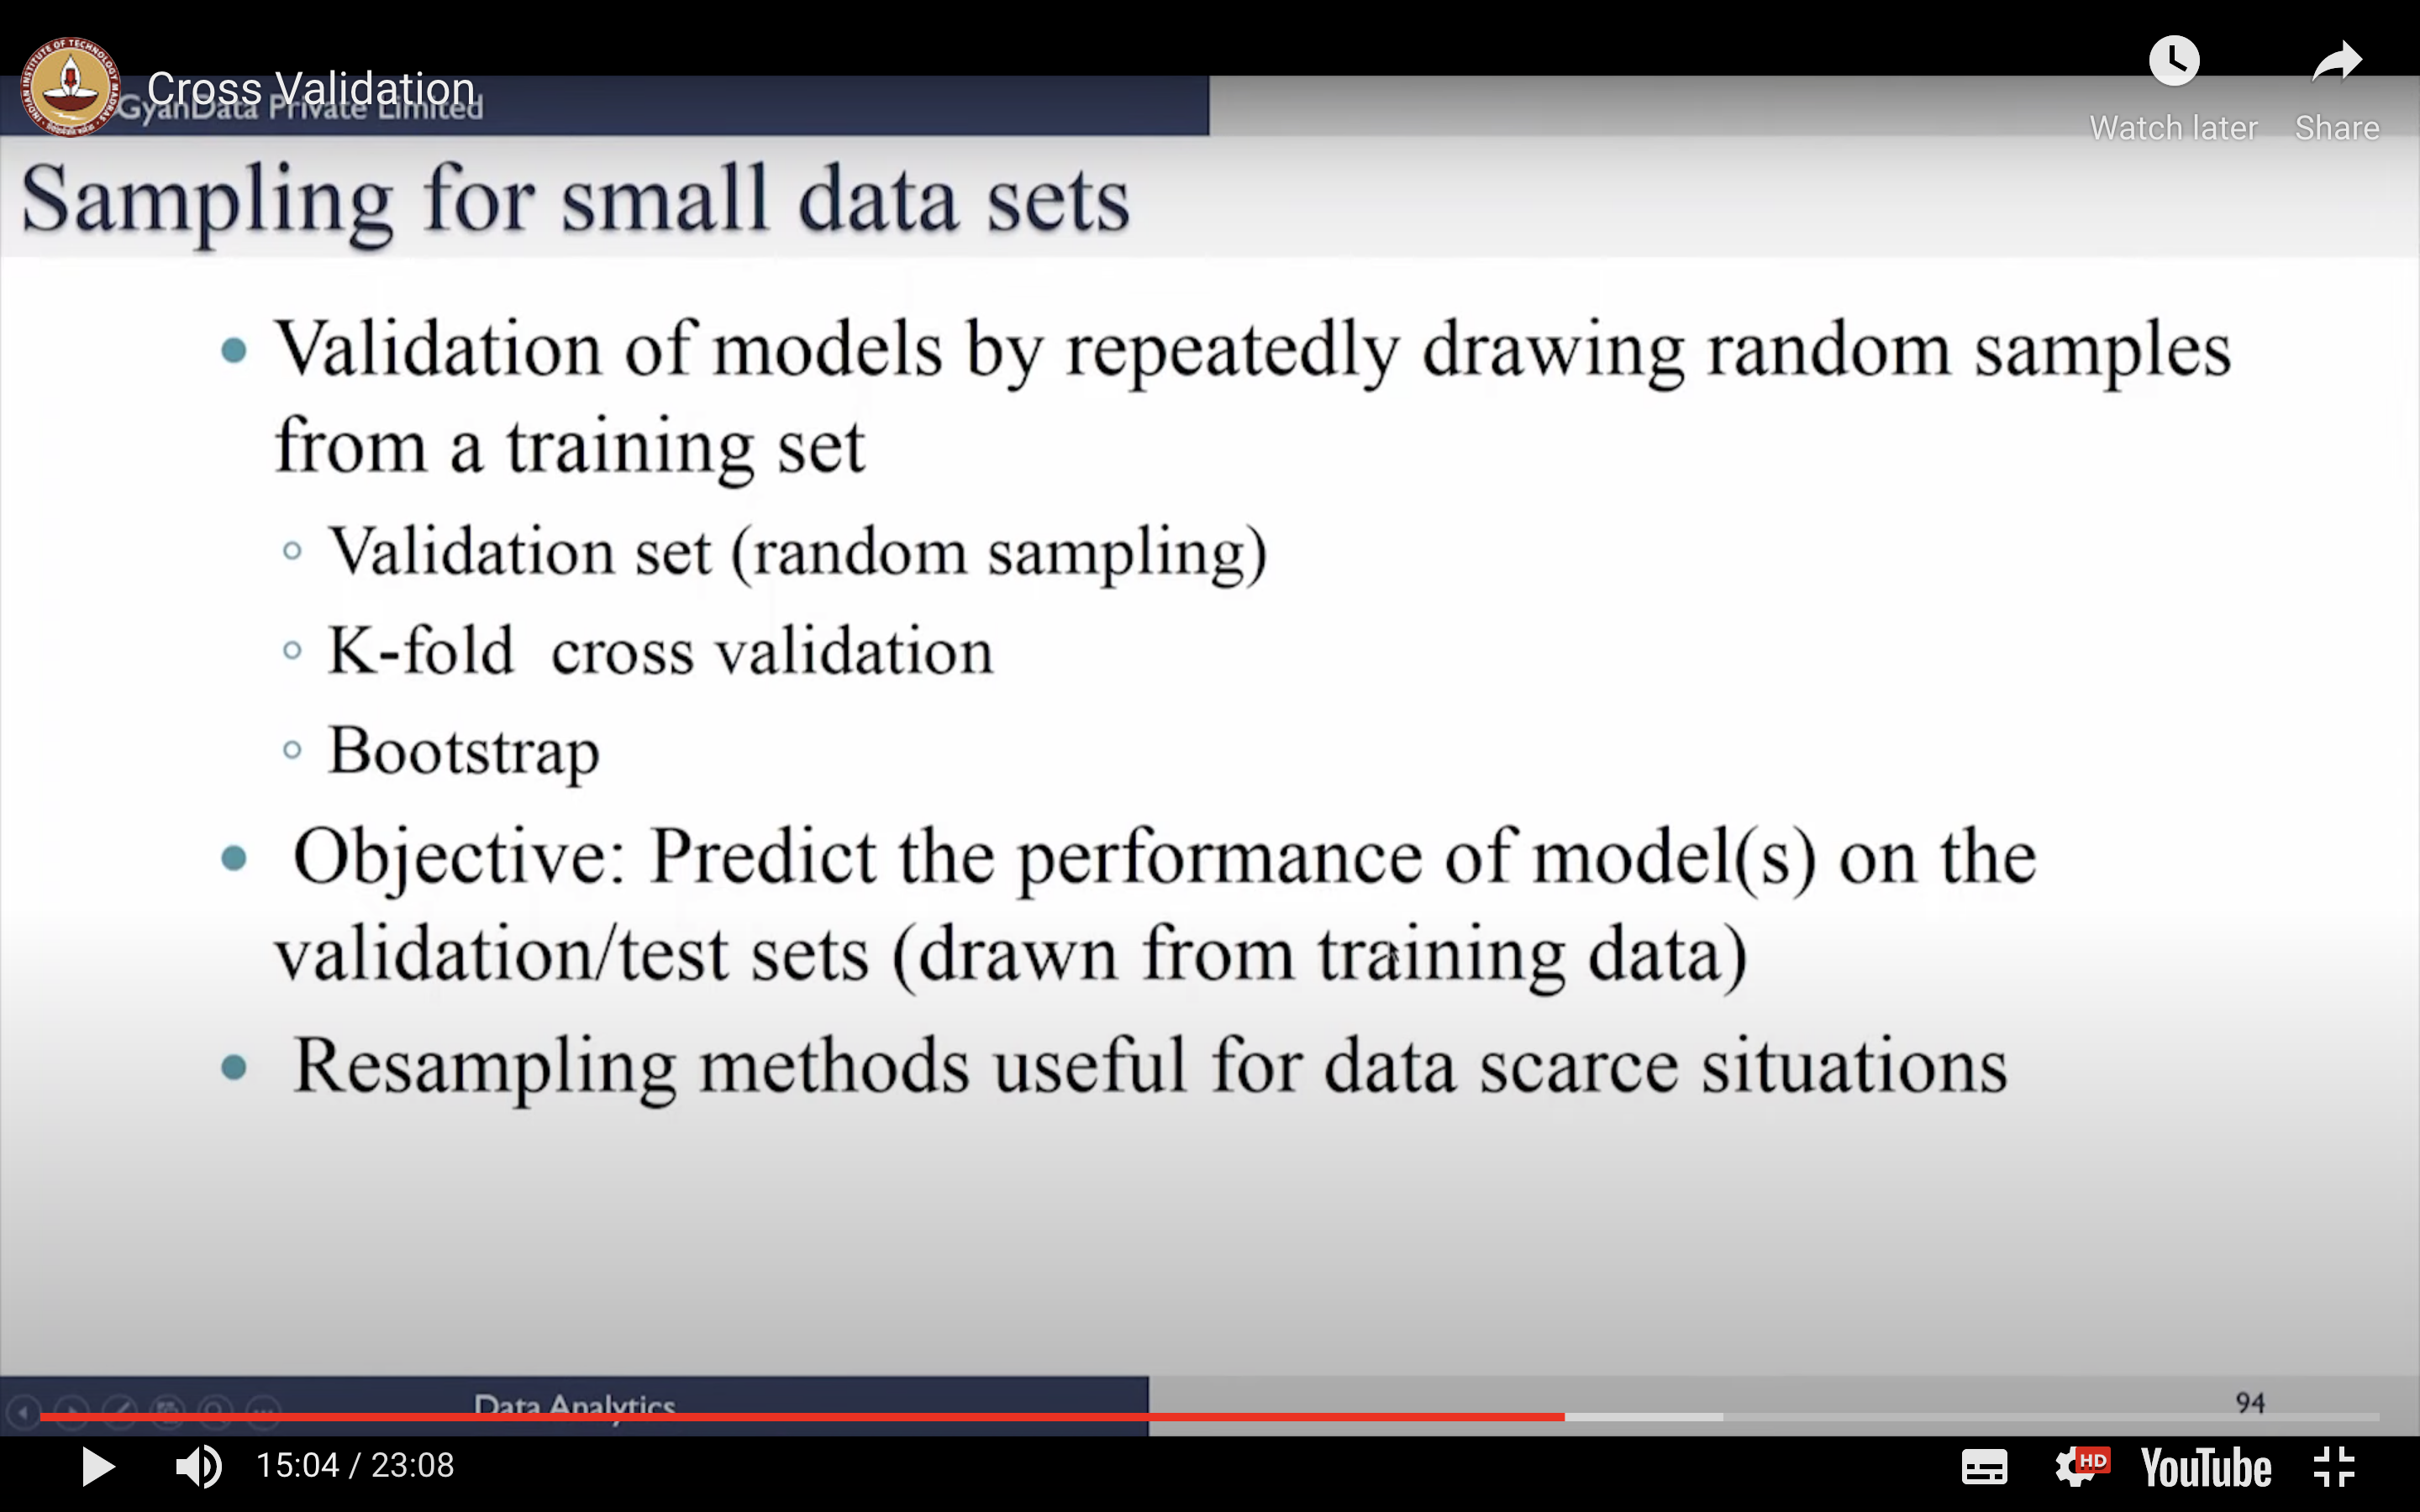 Cross Validation
GyanData Private Limited
Watch later
Share
Sampling for small data sets
Validation of models by repeatedly drawing random samples
from a training set
Validation set (random sampling)
K-fold cross validation
Bootstrap
Objective: Predict the performance of model(s) on the
validation/test sets (drawn from training data)
Resampling methods useful for data scarce situations
Data Analytics
94
15:04 / 23:08
HD
YouTube